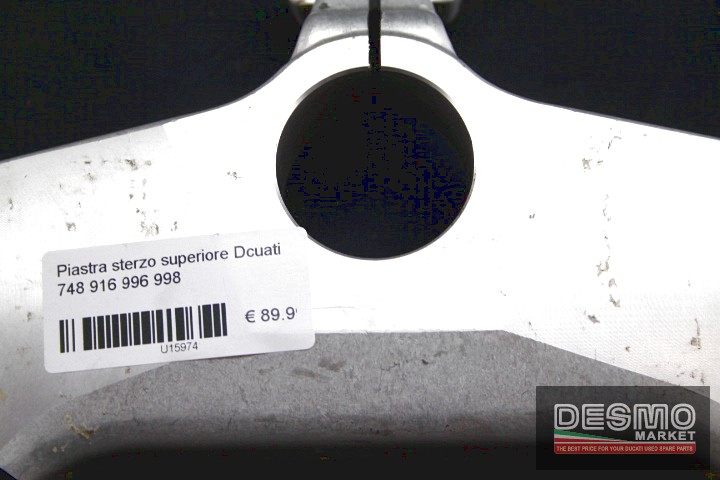 Piastra sterzo superiore Dcuati
748 916 996 998
€ 89.9
U15974
DESMO
MARKET
THE BEST PRICE FOR YOUR DUCATI USED SPARE PARTS